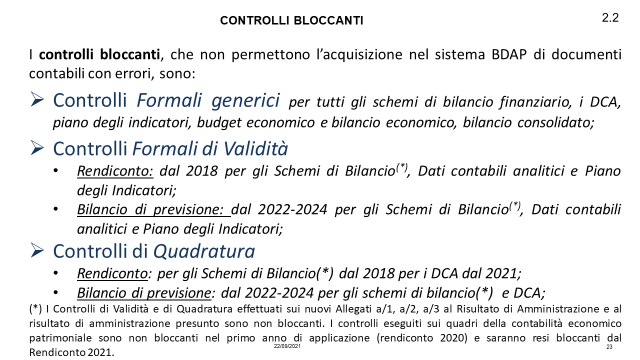 CONTROLLI BLOCCANTI
2.2
I controlli bloccanti, che non permettono l'acquisizione nel sistema BDAP di documenti
contabili con errori, sono:
➢ Controlli Formali generici per tutti gli schemi di bilancio finanziario, i DCA,
piano degli indicatori, budget economico e bilancio economico, bilancio consolidato;
➢ Controlli Formali di Validità
• Rendiconto: dal 2018 per gli Schemi di Bilancio(*), Dati contabili analitici e Piano
degli Indicatori;
• Bilancio di previsione: dal 2022-2024 per gli Schemi di Bilancio(*), Dati contabili
analitici e Piano degli Indicatori;
➢ Controlli di Quadratura
• Rendiconto: per gli Schemi di Bilancio(*) dal 2018 per i DCA dal 2021;
• Bilancio di previsione: dal 2022-2024 per gli schemi di bilancio(*) e DCA;
(*) I Controlli di Validità e di Quadratura effettuati sui nuovi Allegati a/1, a/2, a/3 al Risultato di Amministrazione e al
risultato di amministrazione presunto sono non bloccanti. I controlli eseguiti sui quadri della contabilità economico
patrimoniale sono non bloccanti nel primo anno di applicazione (rendiconto 2020) e saranno resi bloccanti dal
Rendiconto 2021.
22/09/2021
23